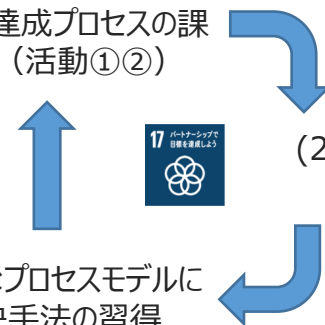 達成プロセスの課
（活動①②）
17 パートナーシップで
目標を達成しよう
(2
なプロセスモデルに
手法の習得